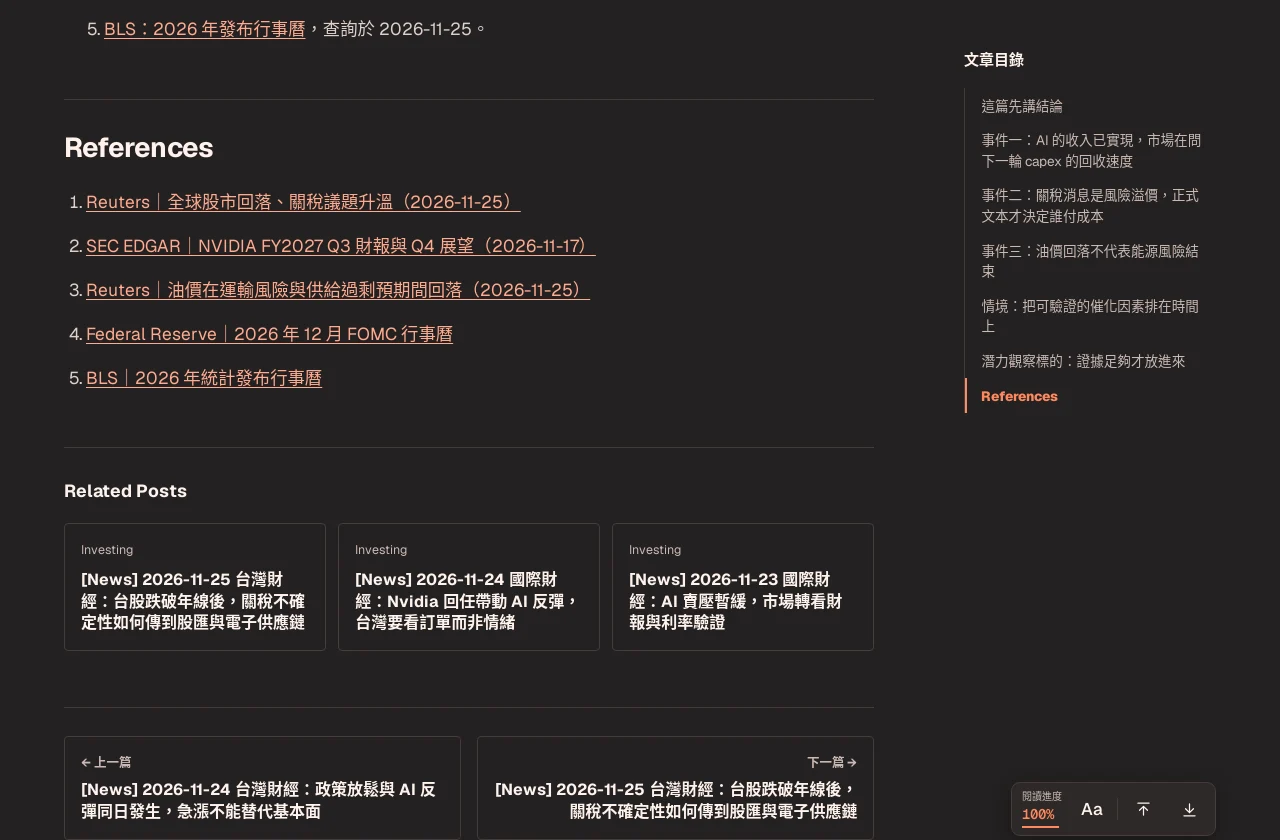 5. BLS：2026 年發布行事曆，查詢於 2026-11-25。
References
1. Reuters｜全球股市回落、關稅議題升溫（2026-11-25）
2. SEC EDGAR｜NVIDIA FY2027 Q3 財報與 Q4 展望（2026-11-17）
3. Reuters｜油價在運輸風險與供給過剩預期間回落（2026-11-25）
4. Federal Reserve｜2026 年 12 月 FOMC 行事曆
5. BLS｜2026 年統計發布行事曆
Related Posts
Investing
[News] 2026-11-25 台灣財
經：台股跌破年線後，關稅不確
定性如何傳到股匯與電子供應鏈
Investing
[News] 2026-11-24 國際財
經：Nvidia 回任帶動 AI 反彈，
台灣要看訂單而非情緒
Investing
[News] 2026-11-23 國際財
經：AI 賣壓暫緩，市場轉看財
報與利率驗證
← 上一篇
[News] 2026-11-24 台灣財經：政策放鬆與 AI 反
彈同日發生，急漲不能替代基本面
下一篇 →
[News] 2026-11-25 台灣財經：台股跌破年線後，
關稅不確定性如何傳到股匯與電子供應鏈
文章目錄
這篇先講結論
事件一：AI 的收入已實現，市場在問
下一輪 capex 的回收速度
事件二：關稅消息是風險溢價，正式
文本才決定誰付成本
事件三：油價回落不代表能源風險結
束
情境：把可驗證的催化因素排在時間
上
潛力觀察標的：證據足夠才放進來
References
閱讀進度
100%
Aa